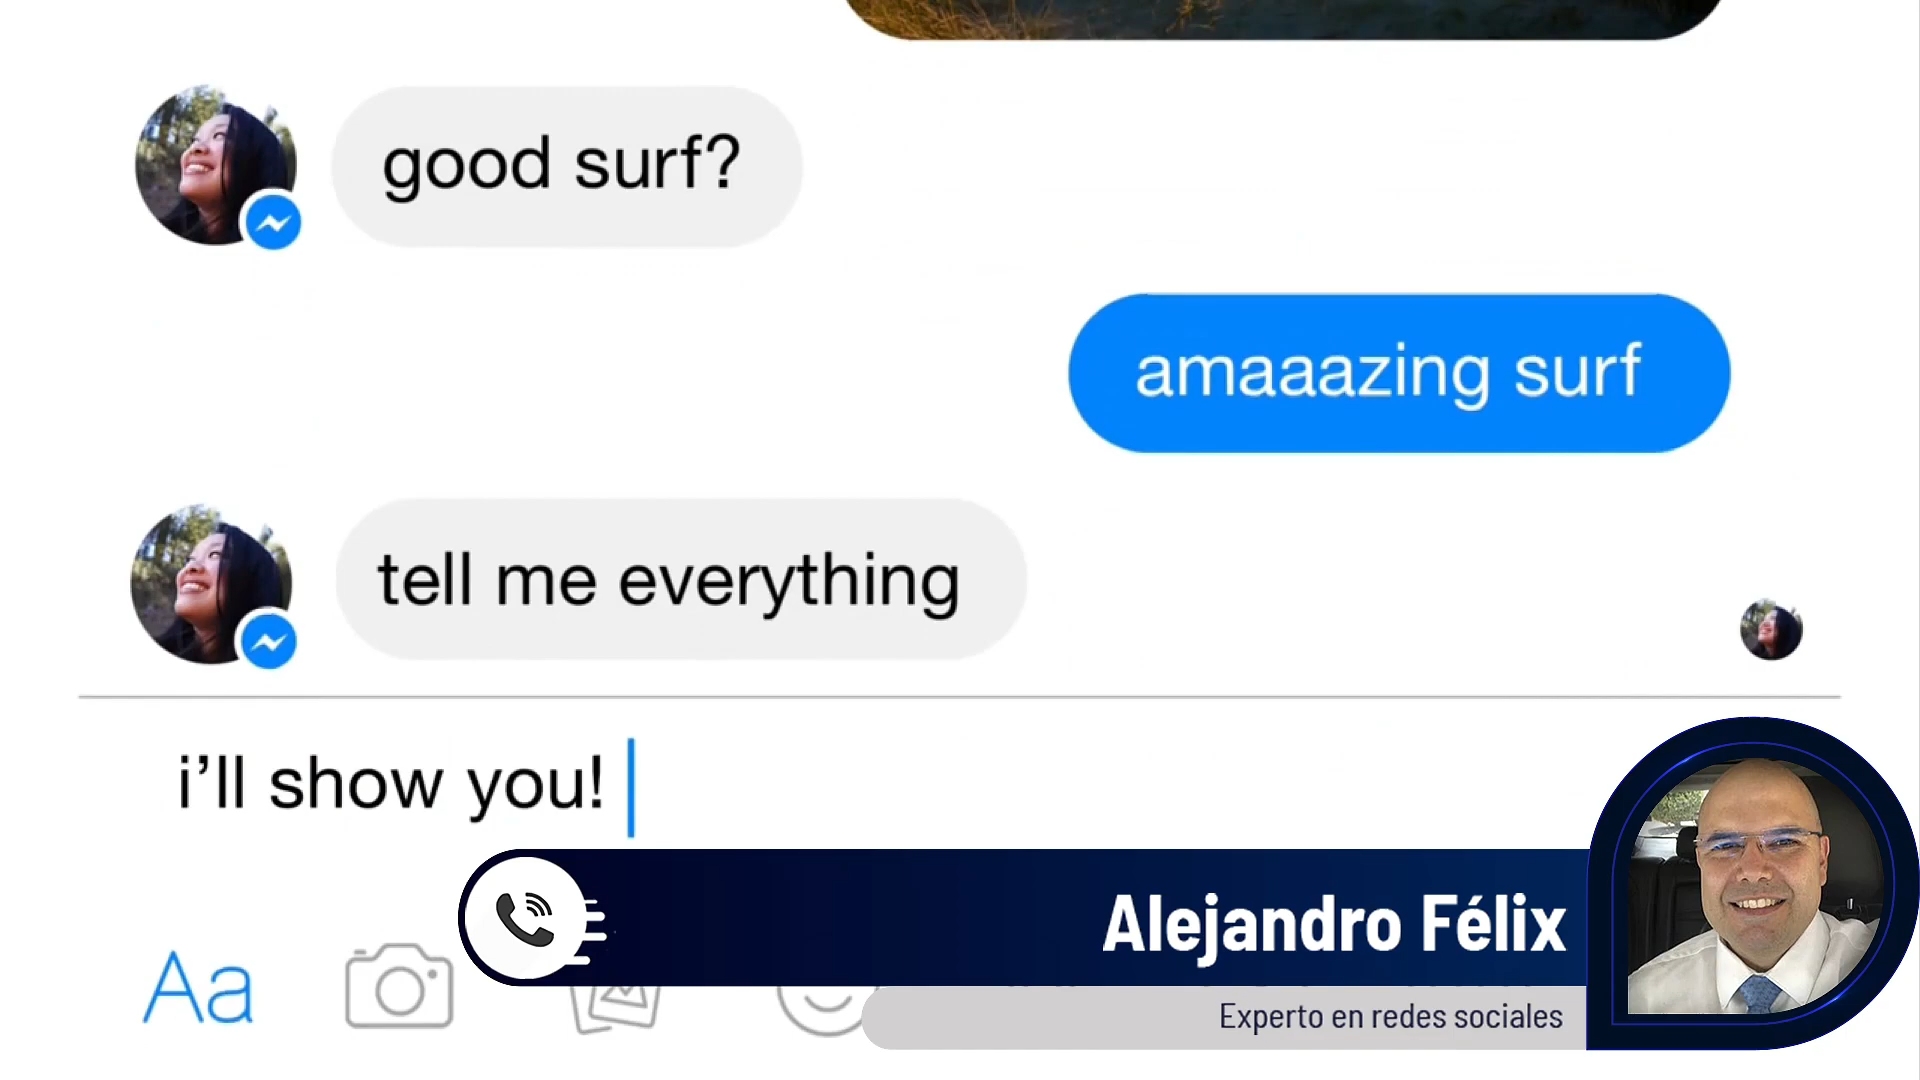 good surf?
amaaazing surf
tell me everything
i’ll show you!
Alejandro Félix
Aa
Experto en redes sociales